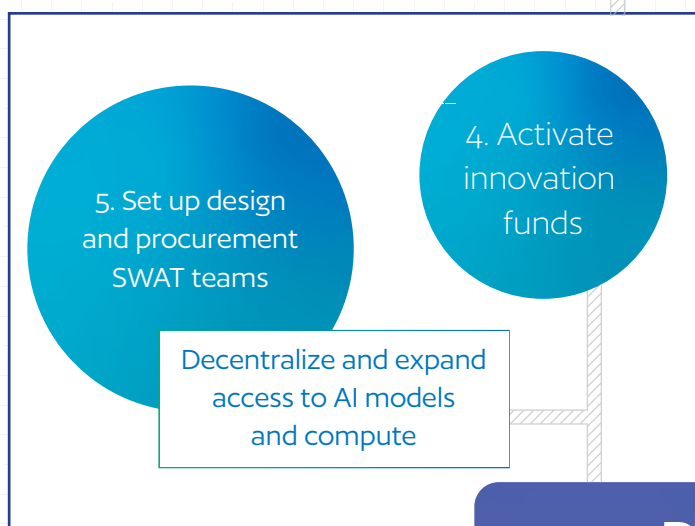 5. Set up design
and procurement
SWAT teams
4. Activate
innovation
funds
Decentralize and expand
access to AI models
and compute